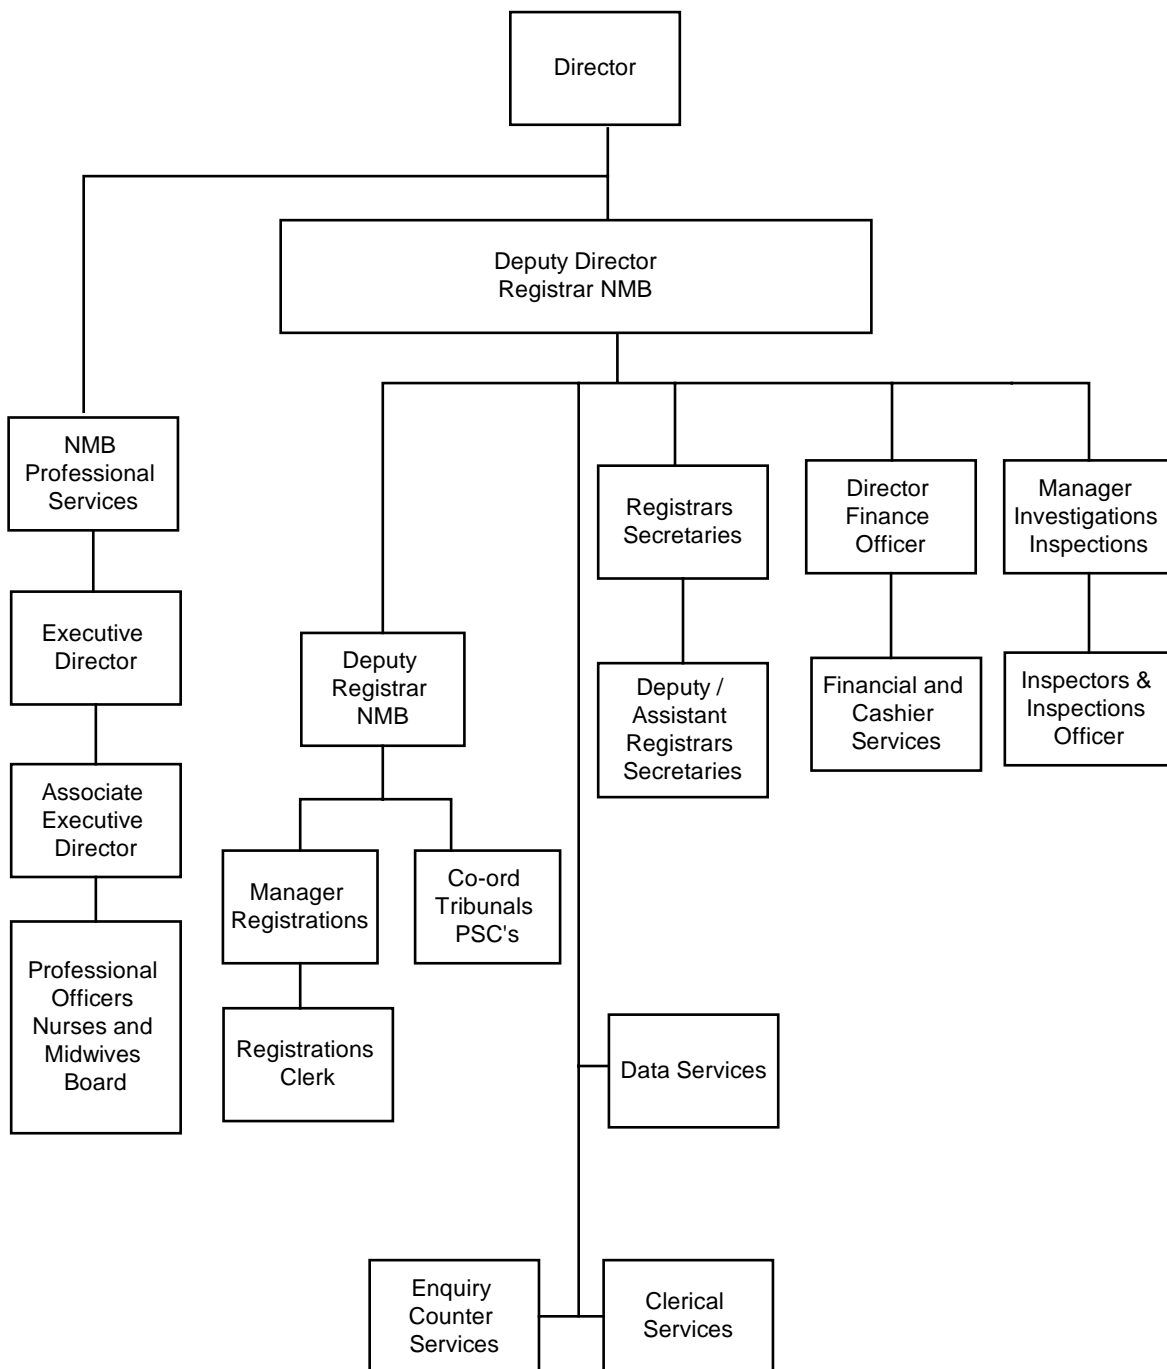 Director
Deputy Director
Registrar NMB
NMB
Professional
Services
Executive
Director
Associate
Executive
Director
Professional
Officers
Nurses and
Midwives
Board
Deputy
Registrar
NMB
Manager
Registrations
Registrations
Clerk
Co-ord
Tribunals
PSC's
Registrars
Secretaries
Deputy /
Assistant
Registrars
Secretaries
Director
Finance
Officer
Financial and
Cashier
Services
Manager
Investigations
Inspections
Inspectors &
Inspections
Officer
Data Services
Enquiry
Counter
Services
Clerical
Services